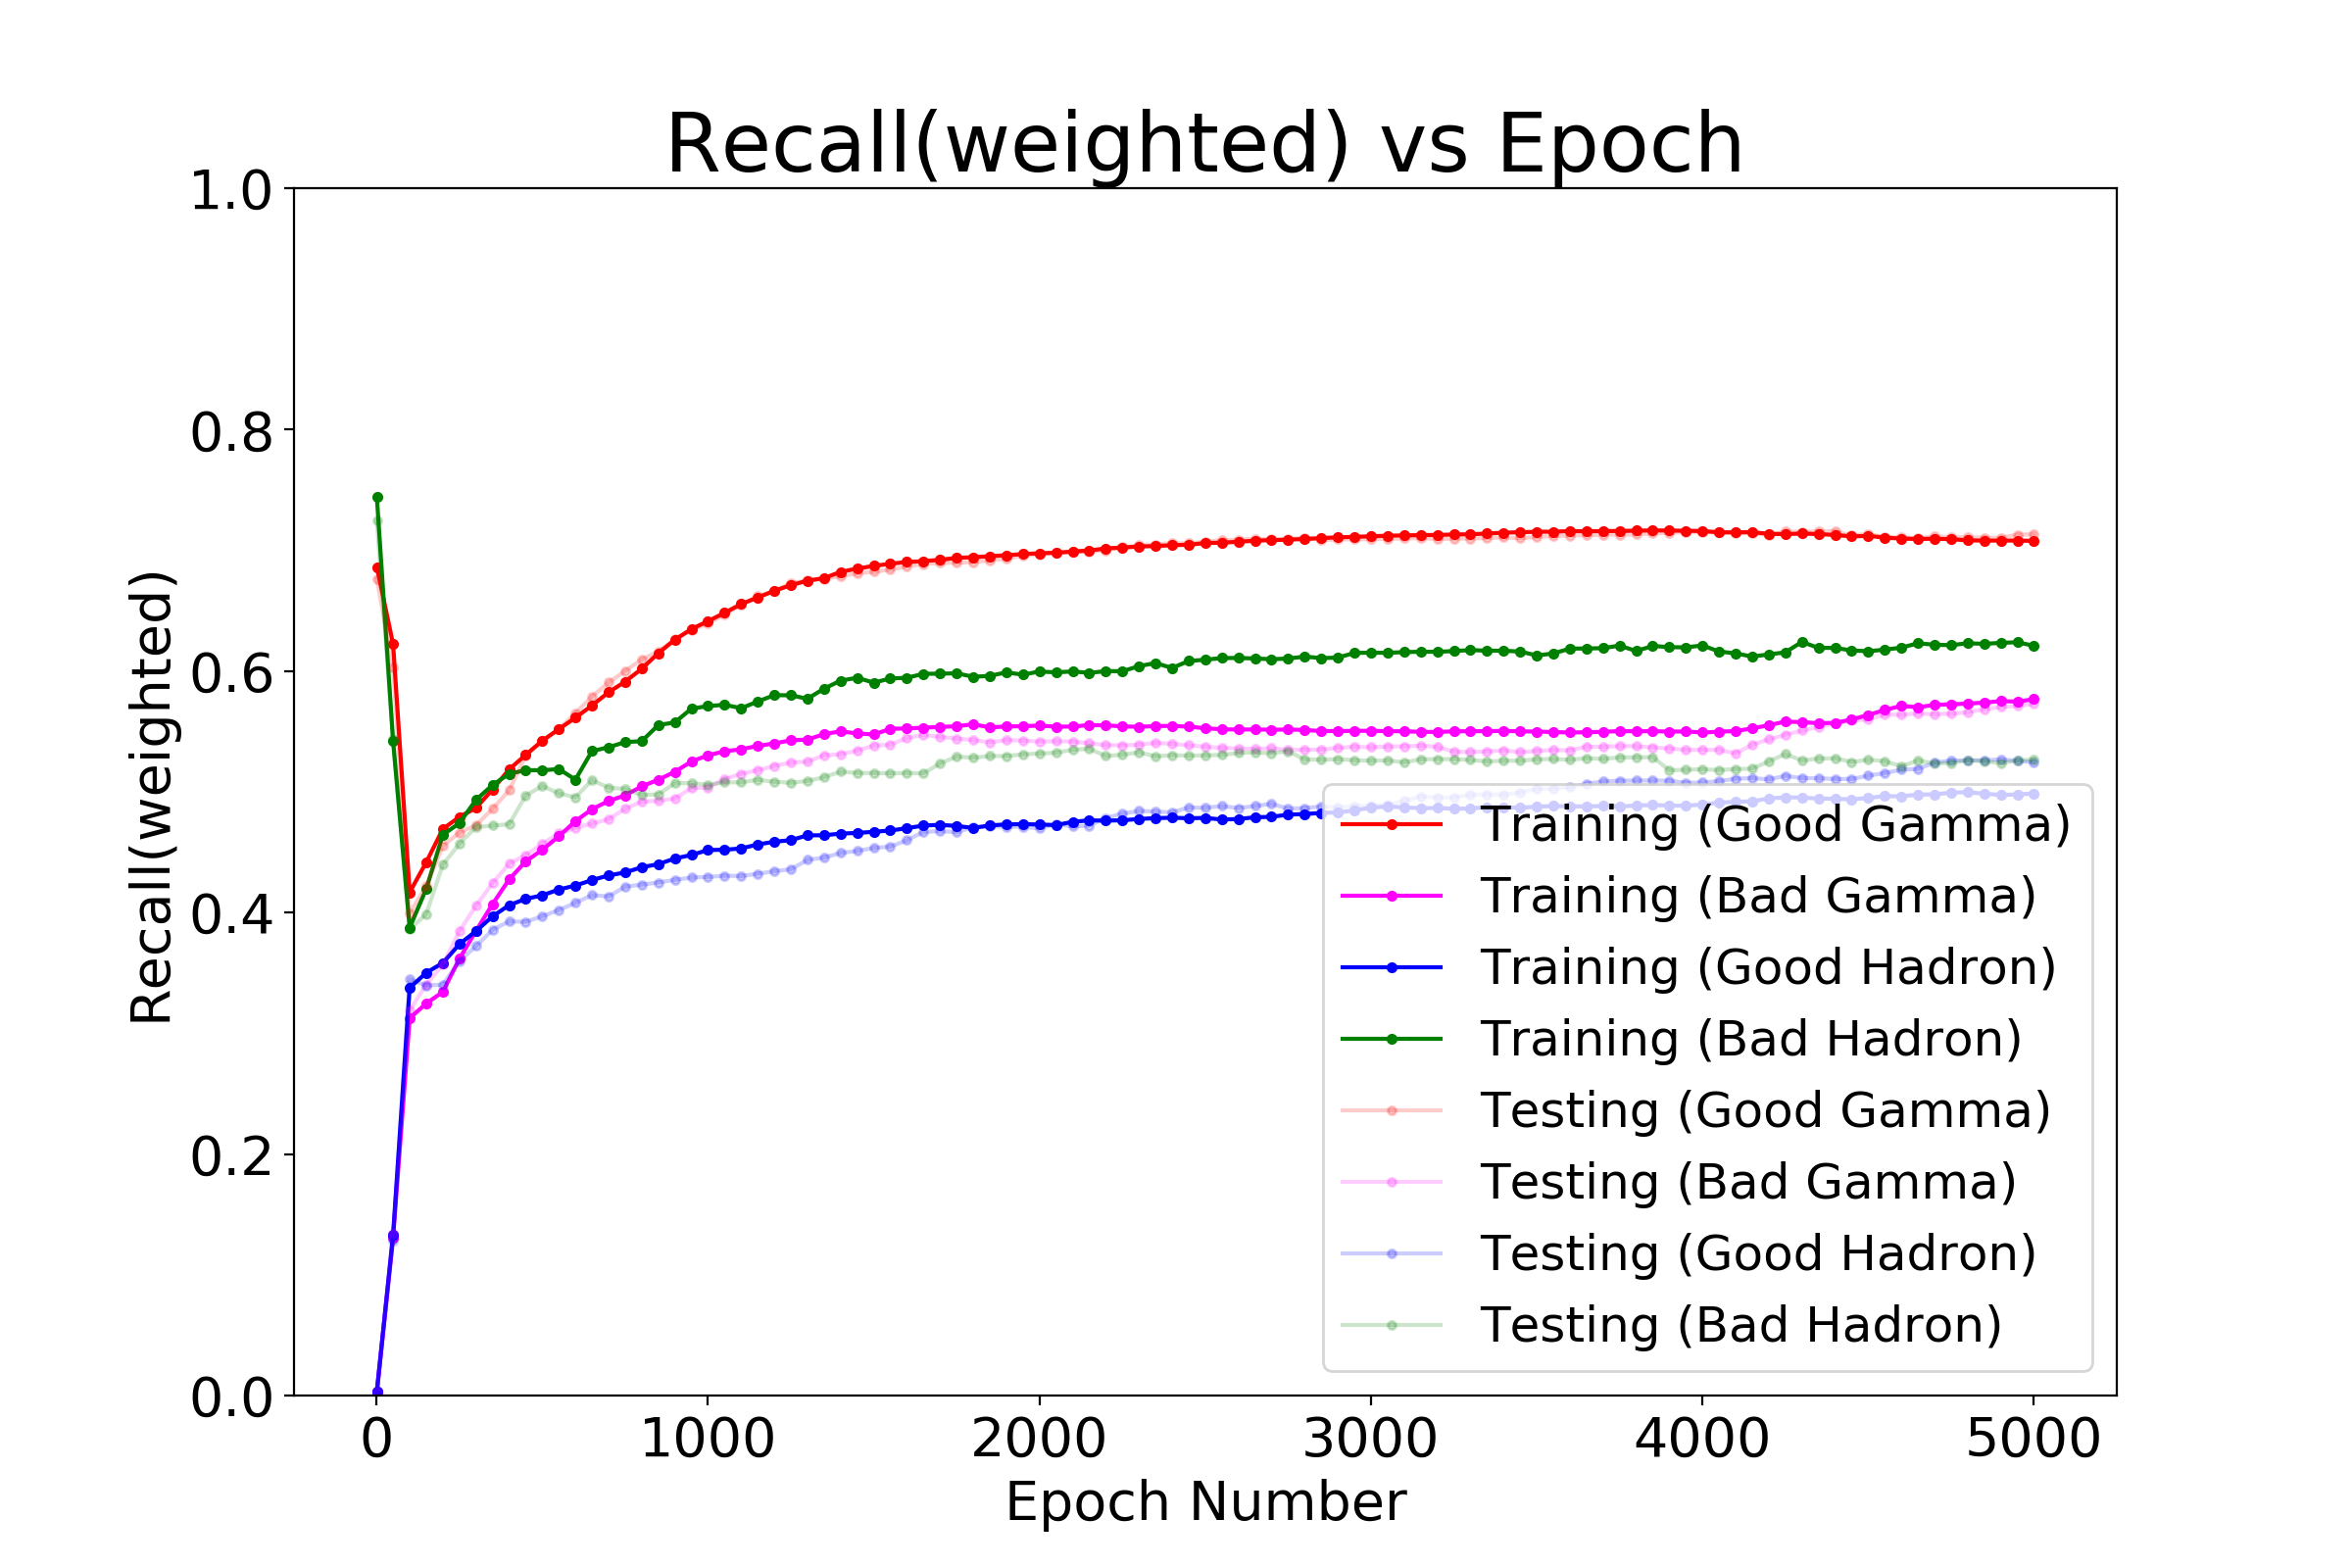 Recall(weighted) vs Epoch
1.0
0.8
0.6
0.4
0.2
0.0
Recall(weighted)
0 1000 2000 3000 4000 5000
Epoch Number
Training (Good Gamma)
Training (Bad Gamma)
Training (Good Hadron)
Training (Bad Hadron)
Testing (Good Gamma)
Testing (Bad Gamma)
Testing (Good Hadron)
Testing (Bad Hadron)